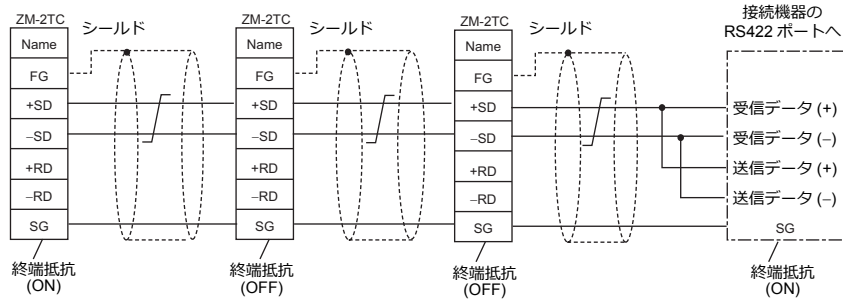 ZM-2TC
Name
FG
+SD
–SD
+RD
–RD
SG
終端抵抗
(ON)
シールド
ZM-2TC
Name
FG
+SD
–SD
+RD
–RD
SG
終端抵抗
(OFF)
シールド
ZM-2TC
Name
FG
+SD
–SD
+RD
–RD
SG
終端抵抗
(OFF)
シールド
接続機器の
RS422 ポートへ
受信データ (+)
受信データ (–)
送信データ (+)
送信データ (–)
SG
終端抵抗
(ON)